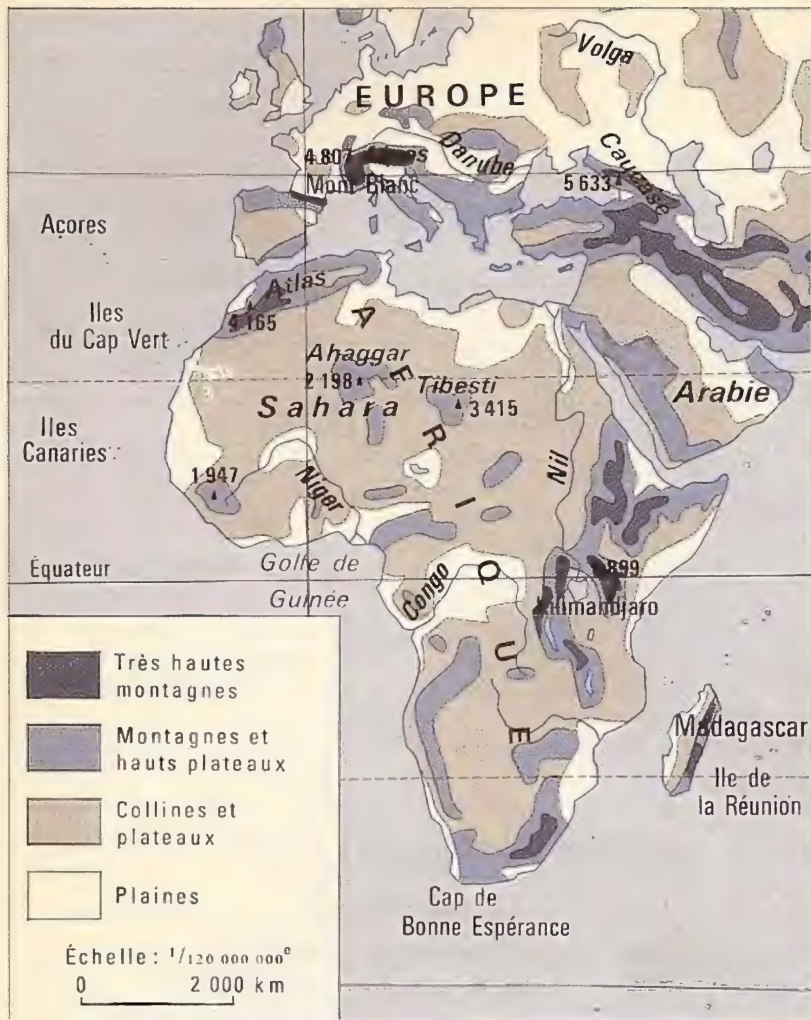 Volga
EUROPE
4 807
Alpes
Danube
Mont Blanc
Caucase
5 633
Açores
Atlas
4 165
Iles
du Cap Vert
AFRIQUE
Ahaggar
2 198
Tibesti
3 415
Sahara
Arabie
Iles
Canaries
1 947
Niger
Nil
Équateur
Golfe de
Guinée
Congo
899
Kilimandjaro
Très hautes
montagnes
Montagnes et
hauts plateaux
Collines et
plateaux
Plaines
Madagascar
Ile de
la Réunion
Cap de
Bonne Espérance
Échelle : 1/120 000 000e
0 2 000 km